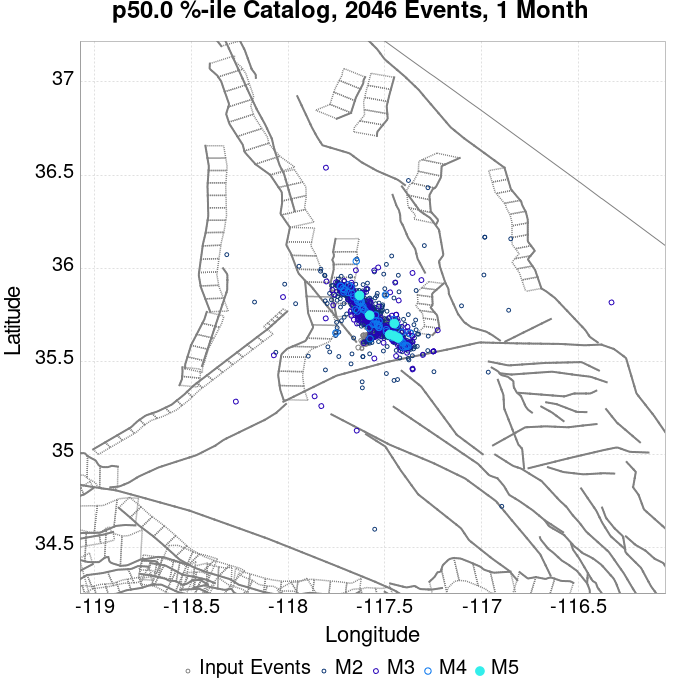 p50.0 %-ile Catalog, 2046 Events, 1 Month
37
36.5
36
35.5
35
34.5
Latitude
-119 -118.5 -118 -117.5 -117 -116.5
Longitude
Input Events M2 M3 M4 M5